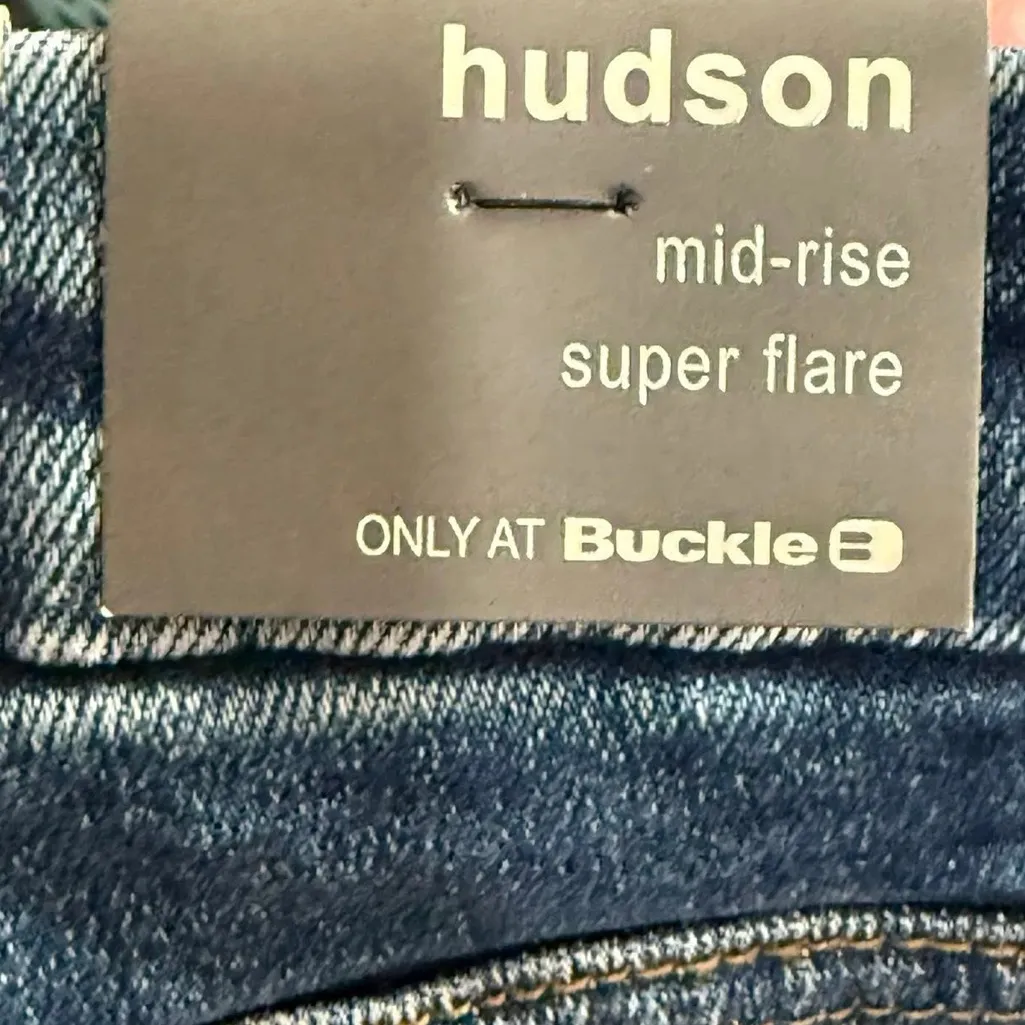 hudson
mid-rise
super flare
ONLY AT Buckle B